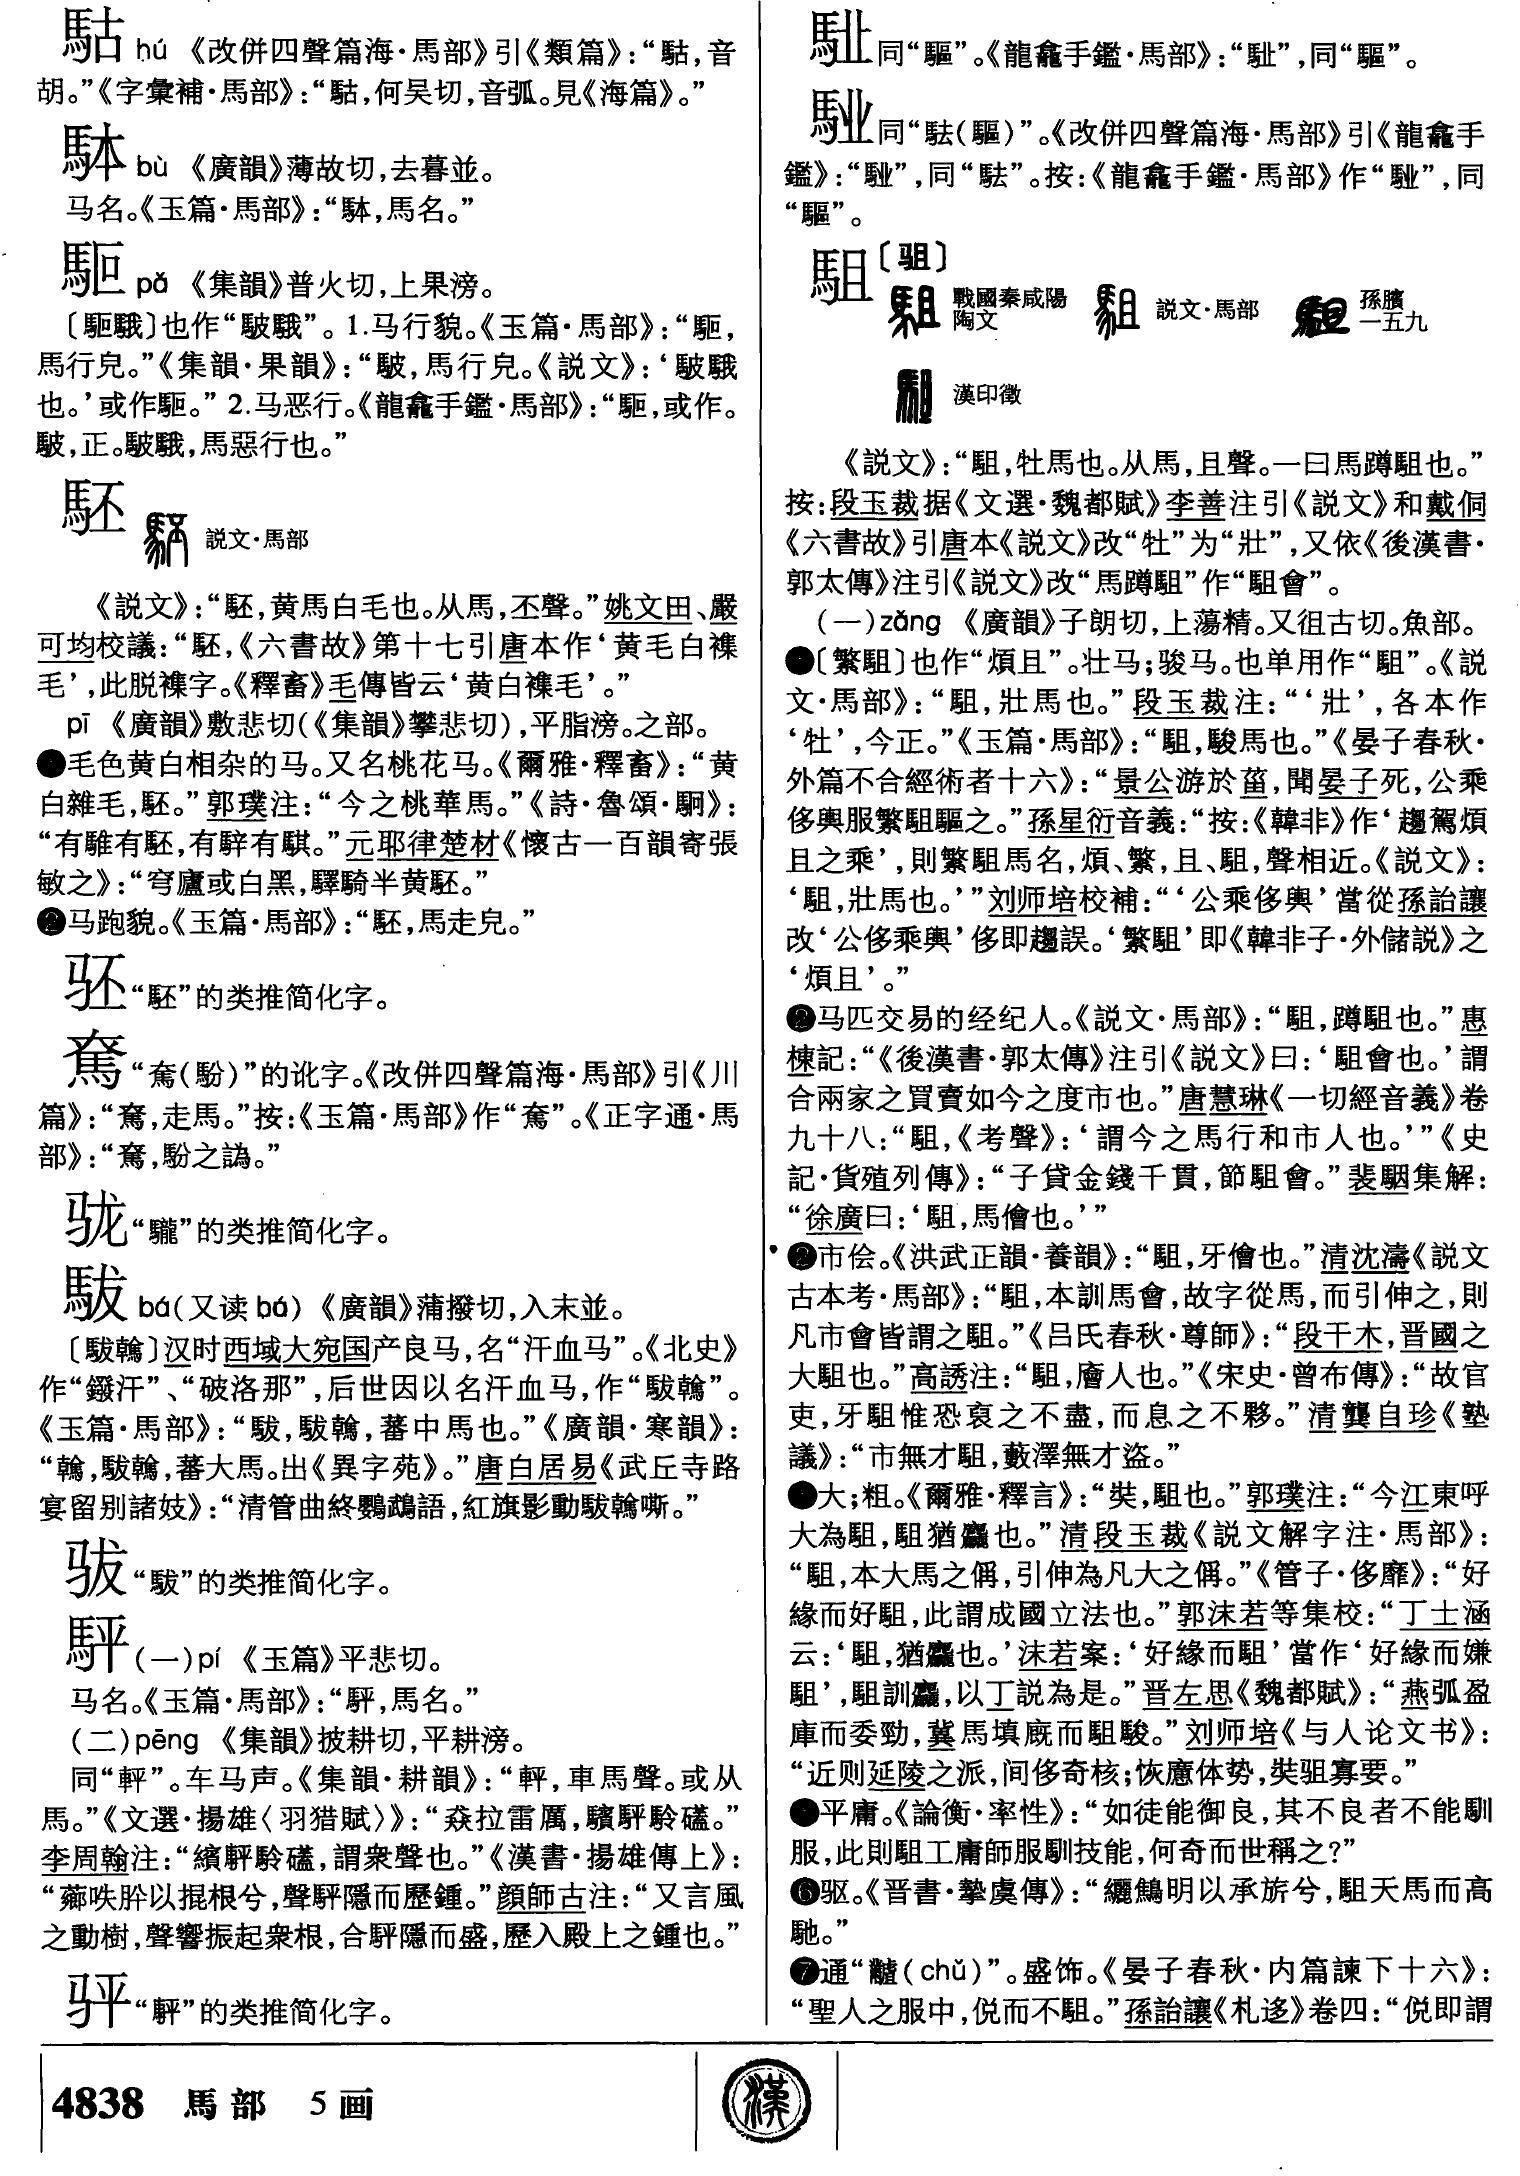 䭅 hú 《改併四聲篇海·馬部》引《類篇》：“䭅，音
胡。”《字彙補·馬部》：“䭅，何吴切，音弧。見《海篇》。”
bù 《廣韻》薄故切，去暮並。
马名。《玉篇·馬部》：“，馬名。”
pǒ 《集韻》普火切，上果滂。
〔䮁〕也作“駊騀”。1.马行貌。《玉篇·馬部》：“，
馬行皃。”《集韻·果韻》：“駊，馬行皃。《説文》：‘駊騀
也。’或作。”2.马恶行。《龍龕手鑑·馬部》：“，或作。
駊，正。駊騀，馬惡行也。”
駓 説文·馬部
《説文》：“駓，黄馬白毛也。从馬，丕聲。”姚文田、嚴
可均校議：“駓，《六書故》第十七引唐本作‘黄毛白襍
毛’，此脱襍字。《釋畜》毛傳皆云‘黄白襍毛’。”
pī 《廣韻》敷悲切（《集韻》攀悲切），平脂滂。之部。
❶毛色黄白相杂的马。又名桃花马。《爾雅·釋畜》：“黄
白雜毛，駓。”郭璞注：“今之桃華馬。”《詩·魯頌·駉》：
“有騅有駓，有騂有騏。”元耶律楚材《懷古一百韻寄張
敏之》：“穹廬或白黑，驛騎半黄駓。”
❷马跑貌。《玉篇·馬部》：“駓，馬走皃。”
“駓”的类推简化字。
“（馚）”的讹字。《改併四聲篇海·馬部》引《川
篇》：“，走馬。”按：《玉篇·馬部》作“”。《正字通·馬
部》：“，馚之譌。”
“驡”的类推简化字。
䮂 bá（又读bó）《廣韻》蒲撥切，入末並。
〔䮂䮧〕汉时西域大宛国产良马，名“汗血马”。《北史》
作“鏺汗”、“破洛那”，后世因以名汗血马，作“䮂䮧”。
《玉篇·馬部》：“䮂，䮂䮧，蕃中馬也。”《廣韻·寒韻》：
“䮧，䮂䮧，蕃大馬。出《異字苑》。”唐白居易《武丘寺路
宴留别諸妓》：“清管曲終鸚鵡語，紅旗影動䮂䮧嘶。”
“䮂”的类推简化字。
駍（一）pí 《玉篇》平悲切。
马名。《玉篇·馬部》：“駍，馬名。”
（二）pēng 《集韻》披耕切，平耕滂。
同“軯”。车马声。《集韻·耕韻》：“軯，車馬聲。或从
馬。”《文選·揚雄〈羽猎賦〉》：“猋拉雷厲，驞駍駖磕。”
李周翰注：“繽駍駖磕，謂衆聲也。”《漢書·揚雄傳上》：
“薌呹肸以掍根兮，聲駍隱而歷鍾。”顔師古注：“又言風
之動樹，聲響振起衆根，合駍隱而盛，歷入殿上之鍾也。”
“駍”的类推简化字。
同“驅”。《龍龕手鑑·馬部》：“，同“驅”。
同“（驅）”。《改併四聲篇海·馬部》引《龍龕手
鑑》：“，同“”。按：《龍龕手鑑·馬部》作“”，同
“驅”。
駔〔驵〕
戰國秦咸陽陶文 説文·馬部 孫臏一五九
漢印徵
《説文》：“駔，牡馬也。从馬，且聲。一曰馬蹲駔也。”
按：段玉裁据《文選·魏都賦》李善注引《説文》和戴侗
《六書故》引唐本《説文》改“牡”为“壯”，又依《後漢書·
郭太傳》注引《説文》改“馬蹲駔”作“駔會”。
（一）zǎng 《廣韻》子朗切，上蕩精。又徂古切。魚部。
❶〔繁駔〕也作“煩且”。壮马；骏马。也单用作“駔”。《説
文·馬部》：“駔，壯馬也。”段玉裁注：“‘壯’，各本作
‘牡’，今正。”《玉篇·馬部》：“駔，駿馬也。”《晏子春秋·
外篇不合經術者十六》：“景公游於菑，聞晏子死，公乘
侈輿服繁駔驅之。”孫星衍音義：“按：《韓非》作‘趨駕煩
且之乘’，則繁駔馬名，煩、繁，且、駔，聲相近。《説文》：
‘駔，壯馬也。’”刘师培校補：“‘公乘侈輿’當從孫詒讓
改‘公侈乘輿’侈即趨誤。‘繁駔’即《韓非子·外儲説》之
‘煩且’。”
❷马匹交易的经纪人。《説文·馬部》：“駔，蹲駔也。”惠
棟記：“《後漢書·郭太傳》注引《説文》曰：‘駔會也。’謂
合兩家之買賣如今之度市也。”唐慧琳《一切經音義》卷
九十八：“駔，《考聲》：‘謂今之馬行和市人也。’”《史
記·貨殖列傳》：“子貸金錢千貫，節駔會。”裴駰集解：
“徐廣曰：‘駔，馬儈也。’”
❷市侩。《洪武正韻·養韻》：“駔，牙儈也。”清沈濤《説文
古本考·馬部》：“駔，本訓馬會，故字從馬，而引伸之，則
凡市會皆謂之駔。”《吕氏春秋·尊師》：“段干木，晋國之
大駔也。”高誘注：“駔，廥人也。”《宋史·曾布傳》：“故官
吏，牙駔惟恐裒之不盡，而息之不夥。”清龔自珍《塾
議》：“市無才駔，藪澤無才盗。”
大；粗。《爾雅·釋言》：“奘，駔也。”郭璞注：“今江東呼
大為駔，駔猶麤也。”清段玉裁《説文解字注·馬部》：
“駔，本大馬之偁，引伸為凡大之偁。”《管子·侈靡》：“好
緣而好駔，此謂成國立法也。”郭沫若等集校：“丁士涵
云：‘駔，猶麤也。’沫若案：‘好緣而駔’當作‘好緣而嫌
駔’，駔訓麤，以丁説為是。”晋左思《魏都賦》：“燕弧盈
庫而委勁，冀馬填厩而駔駿。”刘师培《与人论文书》：
“近则延陵之派，间侈奇核；恢麿体势，奘驵寡要。”
平庸。《論衡·率性》：“如徒能御良，其不良者不能馴
服，此則駔工庸師服馴技能，何奇而世稱之？”
❻驱。《晋書·摯虞傳》：“纚鷦明以承旂兮，駔天馬而高
馳。”
❼通“黼（chǔ）”。盛饰。《晏子春秋·内篇諫下十六》：
“聖人之服中，侻而不駔。”孫詒讓《札迻》卷四：“侻即謂
4838 馬部 5画
漢